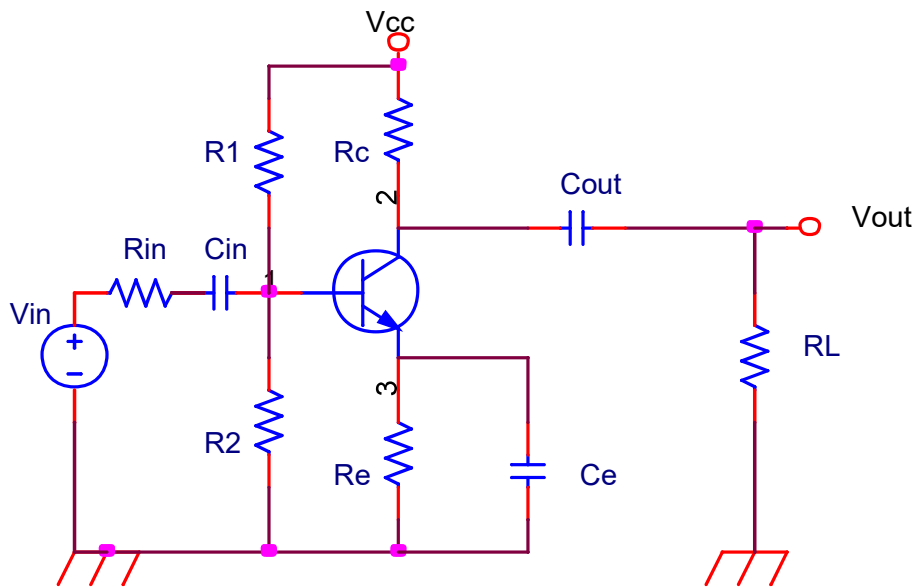 Vcc
R1
Rc
Cout
2
Vout
Rin
Cin
1
Vin
+
−
RL
3
R2
Re
Ce